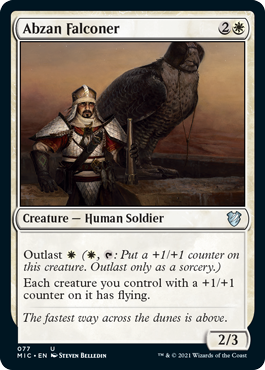 Abzan Falconer 2
Creature — Human Soldier
Outlast (, : Put a +1/+1 counter on
this creature. Outlast only as a sorcery.)
Each creature you control with a +1/+1
counter on it has flying.
The fastest way across the dunes is above.
2/3
077 U
MIC • EN Steven Belledin ™ & © 2021 Wizards of the Coast